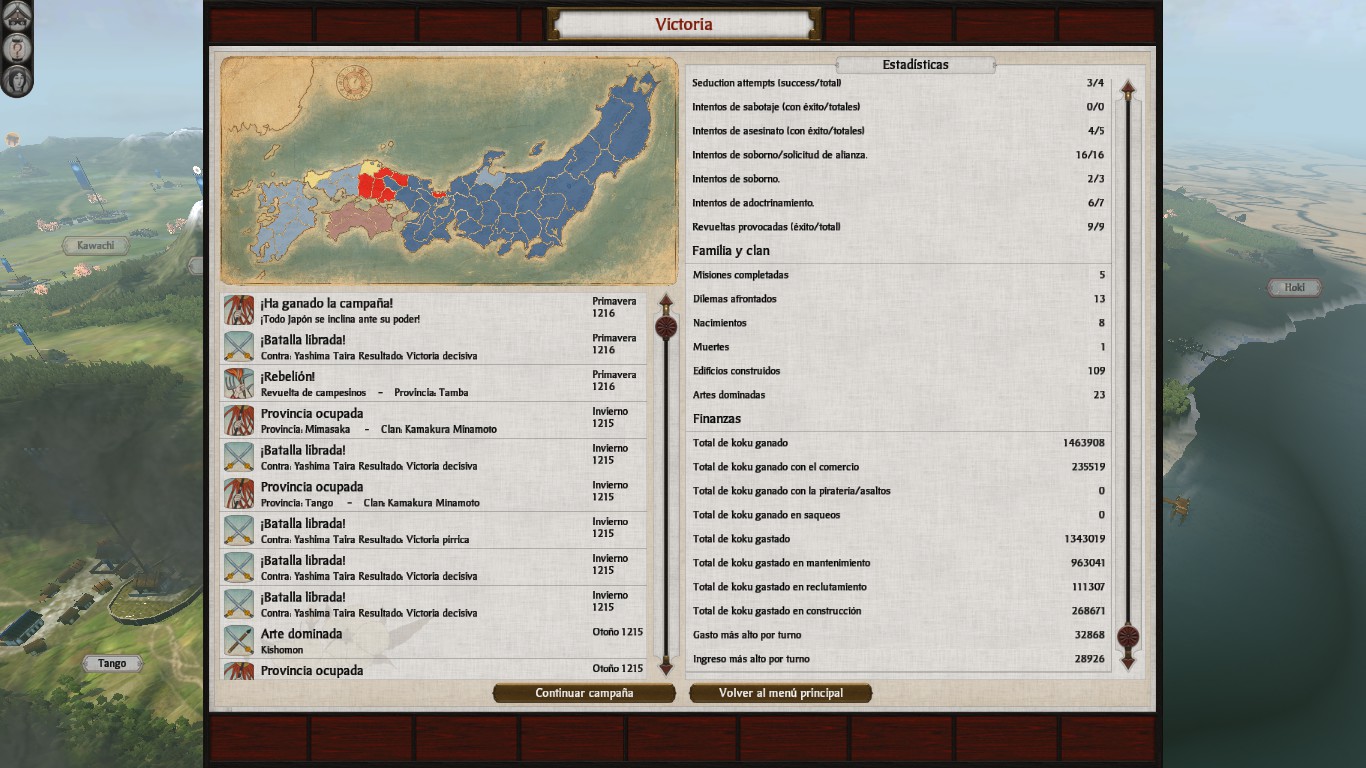 Victoria
Kawachi
Tango
Hoki
¡Ha ganado la campaña! Primavera
¡Todo Japón se inclina ante su poder! 1216
¡Batalla librada! Primavera
Contra: Yashima Taira Resultado: Victoria decisiva 1216
¡Rebelión! Primavera
Revuelta de campesinos - Provincia: Tamba 1216
Provincia ocupada Invierno
Provincia: Mimasaka - Clan: Kamakura Minamoto 1215
¡Batalla librada! Invierno
Contra: Yashima Taira Resultado: Victoria decisiva 1215
Provincia ocupada Invierno
Provincia: Tango - Clan: Kamakura Minamoto 1215
¡Batalla librada! Invierno
Contra: Yashima Taira Resultado: Victoria pírrica 1215
¡Batalla librada! Invierno
Contra: Yashima Taira Resultado: Victoria decisiva 1215
¡Batalla librada! Invierno
Contra: Yashima Taira Resultado: Victoria decisiva 1215
Arte dominada Otoño 1215
Kishomon
Provincia ocupada Otoño 1215
Estadísticas
Seduction attempts (success/total) 3/4
Intentos de sabotaje (con éxito/totales) 0/0
Intentos de asesinato (con éxito/totales) 4/5
Intentos de soborno/solicitud de alianza. 16/16
Intentos de soborno. 2/3
Intentos de adoctrinamiento. 6/7
Revueltas provocadas (éxito/total) 9/9
Familia y clan
Misiones completadas 5
Dilemas afrontados 13
Nacimientos 8
Muertes 1
Edificios construidos 109
Artes dominadas 23
Finanzas
Total de koku ganado 1463908
Total de koku ganado con el comercio 235519
Total de koku ganado con la piratería/asaltos 0
Total de koku ganado en saqueos 0
Total de koku gastado 1343019
Total de koku gastado en mantenimiento 963041
Total de koku gastado en reclutamiento 111307
Total de koku gastado en construcción 268671
Gasto más alto por turno 32868
Ingreso más alto por turno 28926
Continuar campaña
Volver al menú principal